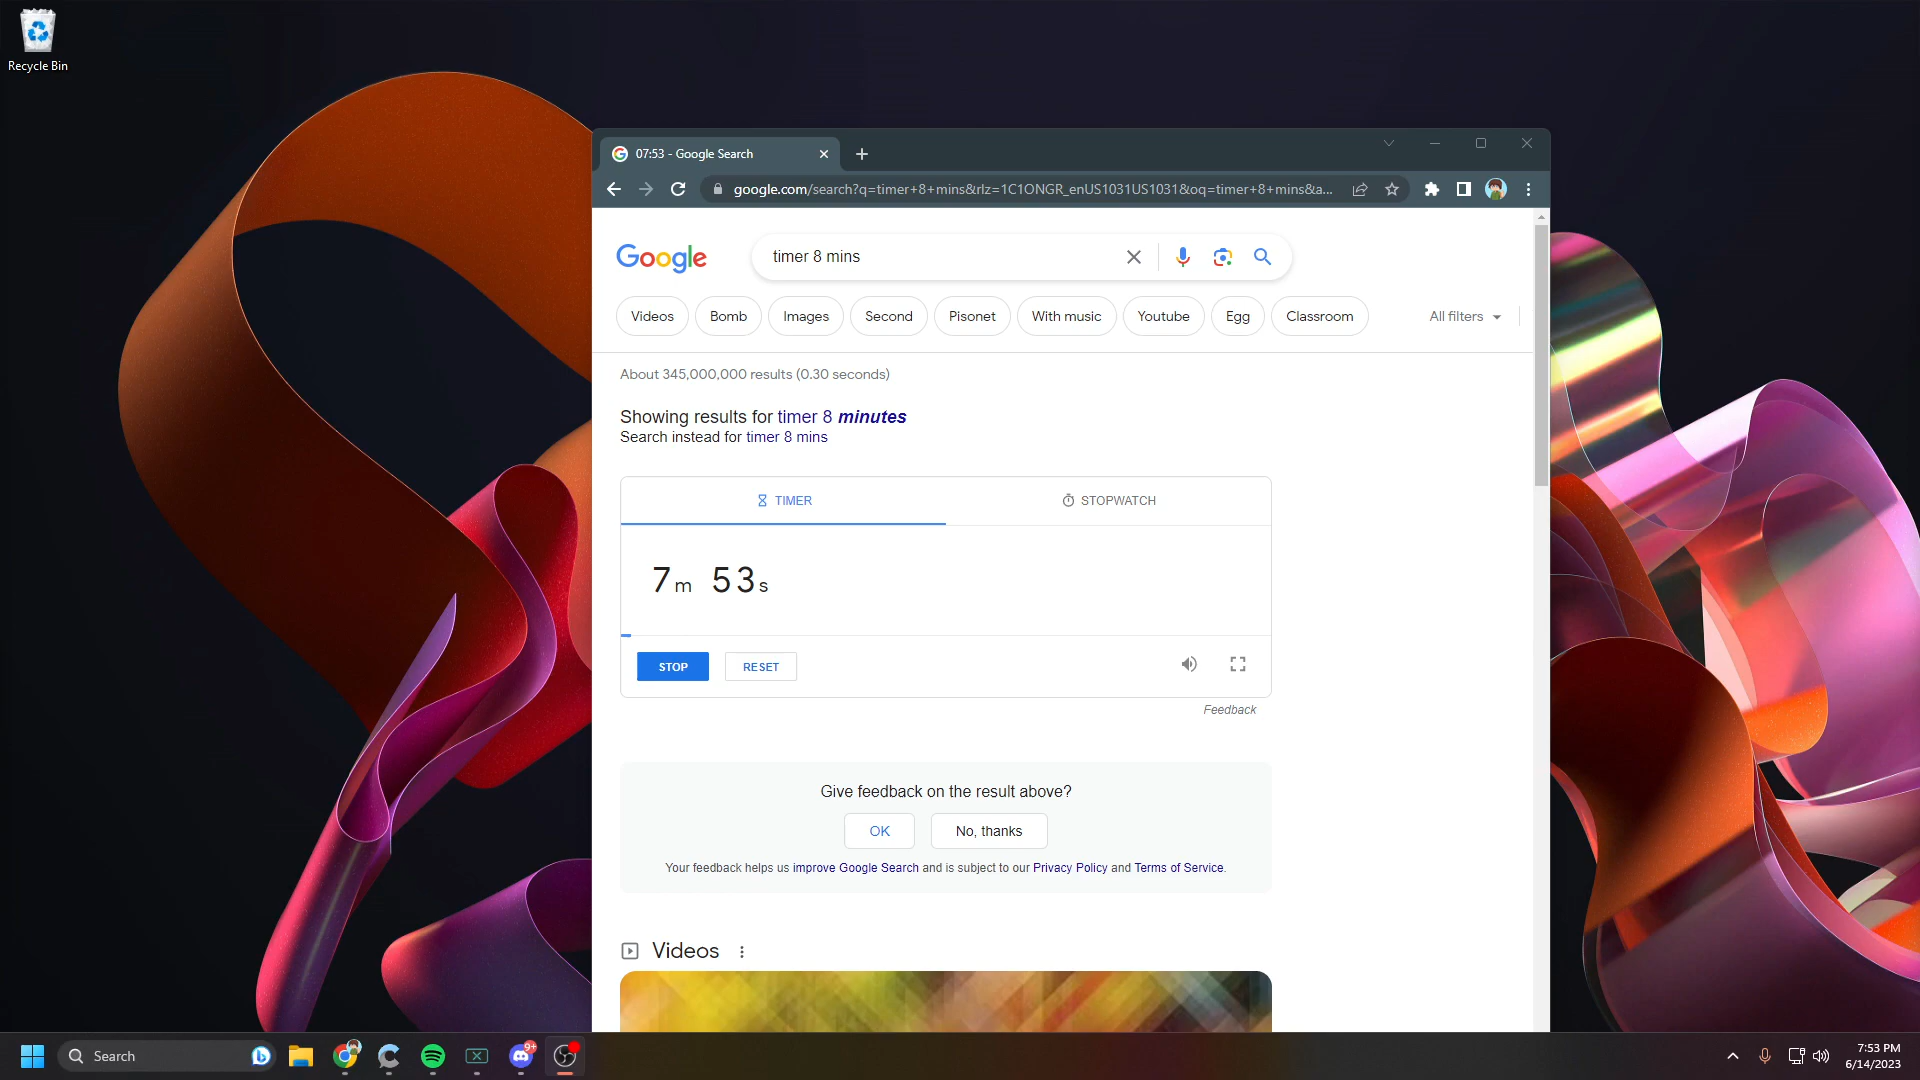 Recycle Bin
07:53 - Google Search
google.com/search?q=timer+8+mins&rlz=1C1ONGR_enUS1031US1031&oq=timer+8+mins&a...
Google
timer 8 mins
Videos
Bomb
Images
Second
Pisonet
With music
Youtube
Egg
Classroom
All filters
About 345,000,000 results (0.30 seconds)
Showing results for timer 8 minutes
Search instead for timer 8 mins
TIMER
STOPWATCH
7m 53s
STOP
RESET
Feedback
Give feedback on the result above?
OK
No, thanks
Your feedback helps us improve Google Search and is subject to our Privacy Policy and Terms of Service.
Videos
Search
9+
7:53 PM
6/14/2023